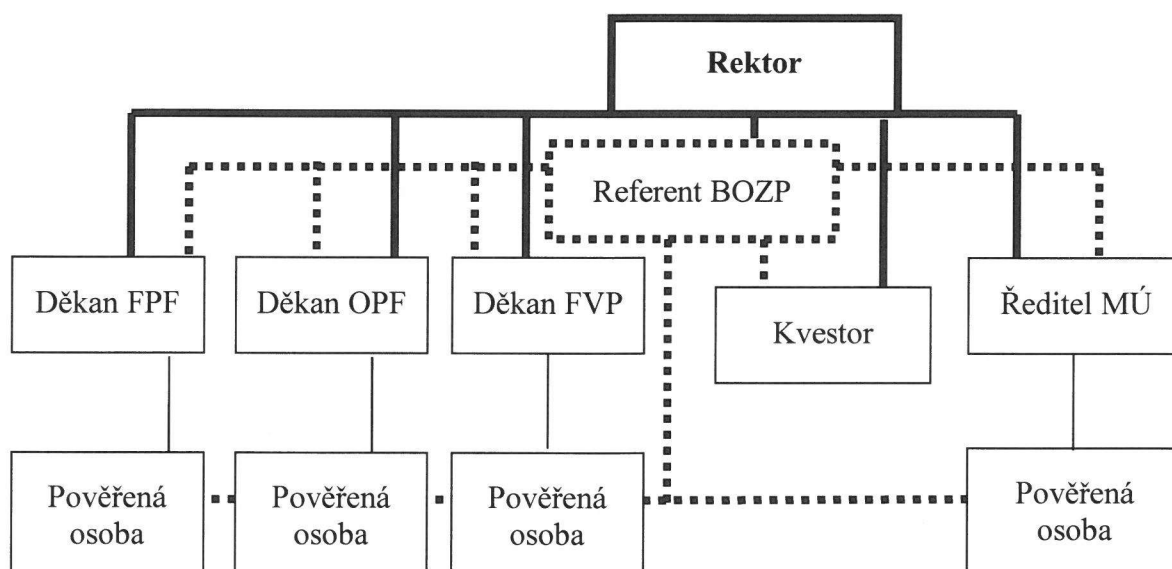 Rektor
Referent BOZP
Děkan FPF
Děkan OPF
Děkan FVP
Kvestor
Ředitel MÚ
Pověřená
osoba
Pověřená
osoba
Pověřená
osoba
Pověřená
osoba